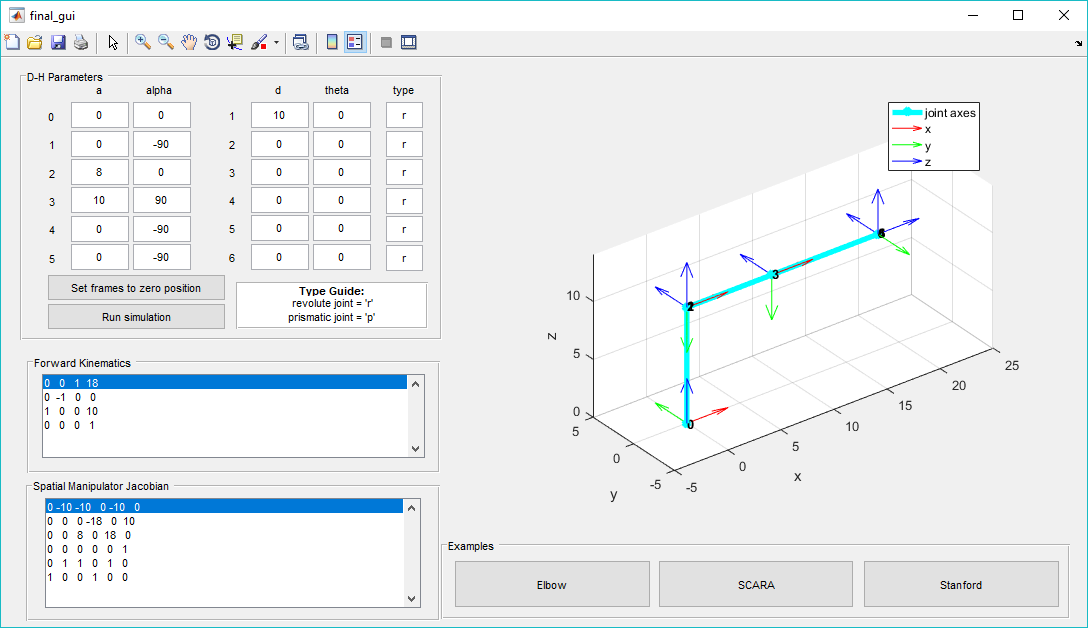 final_gui
D-H Parameters
a alpha d theta type
0 0 0 1 10 0 r
1 0 -90 2 0 0 r
2 8 0 3 0 0 r
3 10 90 4 0 0 r
4 0 -90 5 0 0 r
5 0 -90 6 0 0 r
Set frames to zero position
Run simulation
Type Guide:
revolute joint = 'r'
prismatic joint = 'p'
Forward Kinematics
0 0 1 18
0 -1 0 0
1 0 0 10
0 0 0 1
Spatial Manipulator Jacobian
0 -10 -10 0 -10 0
0 0 0 -18 0 10
0 0 8 0 18 0
0 0 0 0 0 1
0 1 1 0 1 0
1 0 0 1 0 0
joint axes
x
y
z
2
3
0
z
10
5
0
5
0
-5
y
-5
0
5
10
15
20
25
x
Examples
Elbow
SCARA
Stanford